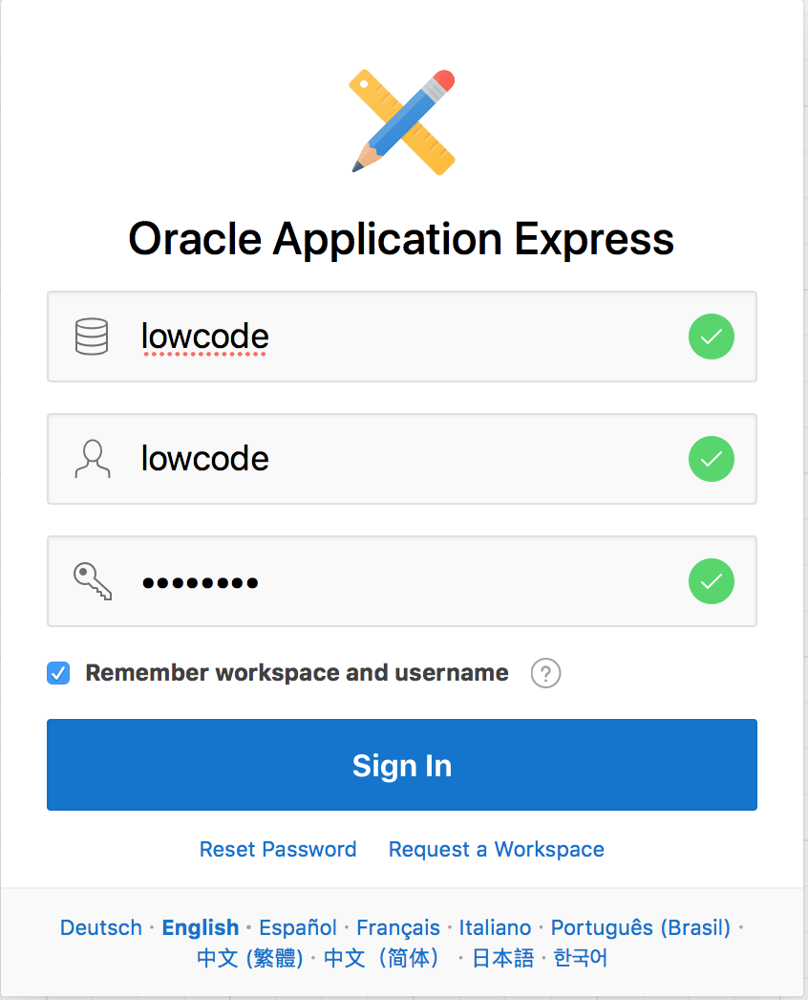 Oracle Application Express
lowcode
lowcode
••••••••
Remember workspace and username ?
Sign In
Reset Password Request a Workspace
Deutsch · English · Español · Français · Italiano · Português (Brasil) ·
中文 (繁體) · 中文（简体） · 日本語 · 한국어